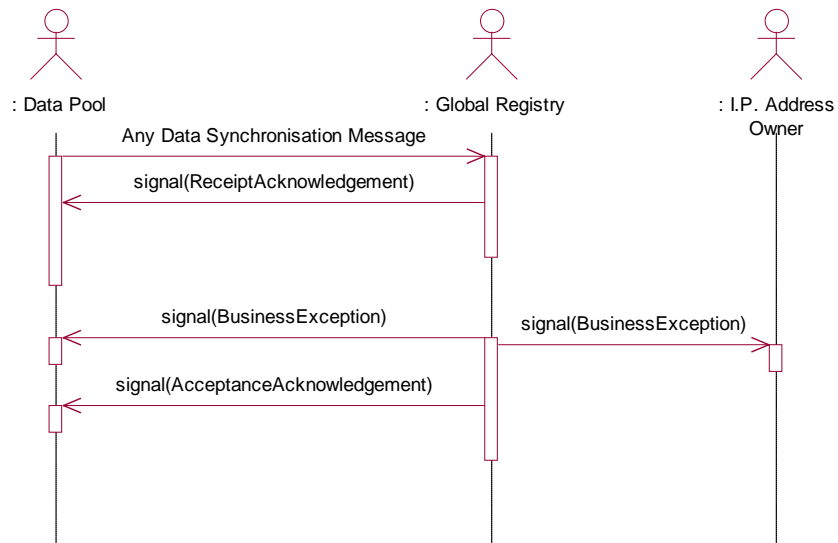 : Data Pool
: Global Registry
: I.P. Address
Owner
Any Data Synchronisation Message
signal(ReceiptAcknowledgement)
signal(BusinessException)
signal(BusinessException)
signal(AcceptanceAcknowledgement)